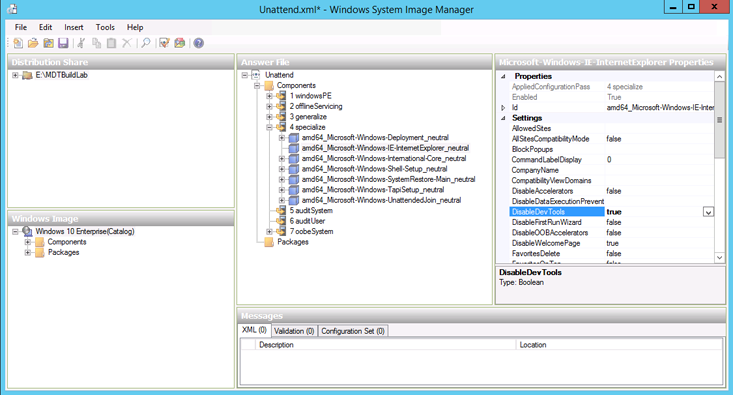 Unattend.xml* - Windows System Image Manager
File Edit Insert Tools Help
Distribution Share
E:\MDTBuildLab
Windows Image
Windows 10 Enterprise(Catalog)
Components
Packages
Answer File
Unattend
Components
1 windowsPE
2 offlineServicing
3 generalize
4 specialize
amd64_Microsoft-Windows-Deployment_neutral
amd64_Microsoft-Windows-IE-InternetExplorer_neutral
amd64_Microsoft-Windows-International-Core_neutral
amd64_Microsoft-Windows-Shell-Setup_neutral
amd64_Microsoft-Windows-SystemRestore-Main_neutral
amd64_Microsoft-Windows-TapiSetup_neutral
amd64_Microsoft-Windows-UnattendedJoin_neutral
5 auditSystem
6 auditUser
7 oobeSystem
Packages
Microsoft-Windows-IE-InternetExplorer Properties
Properties
AppliedConfigurationPass 4 specialize
Enabled True
Id amd64_Microsoft-Windows-IE-Inter
Settings
AllowedSites
AllSitesCompatibilityMode false
BlockPopups
CommandLabelDisplay 0
CompanyName
CompatibilityViewDomains
DisableAccelerators false
DisableDataExecutionPrevent
DisableDevTools true
DisableFirstRunWizard false
DisableOOBAccelerators false
DisableWelcomePage true
FavoritesDelete false
FavoritesOnTop false
DisableDevTools
Type: Boolean
Messages
XML (0) Validation (0) Configuration Set (0)
Description Location